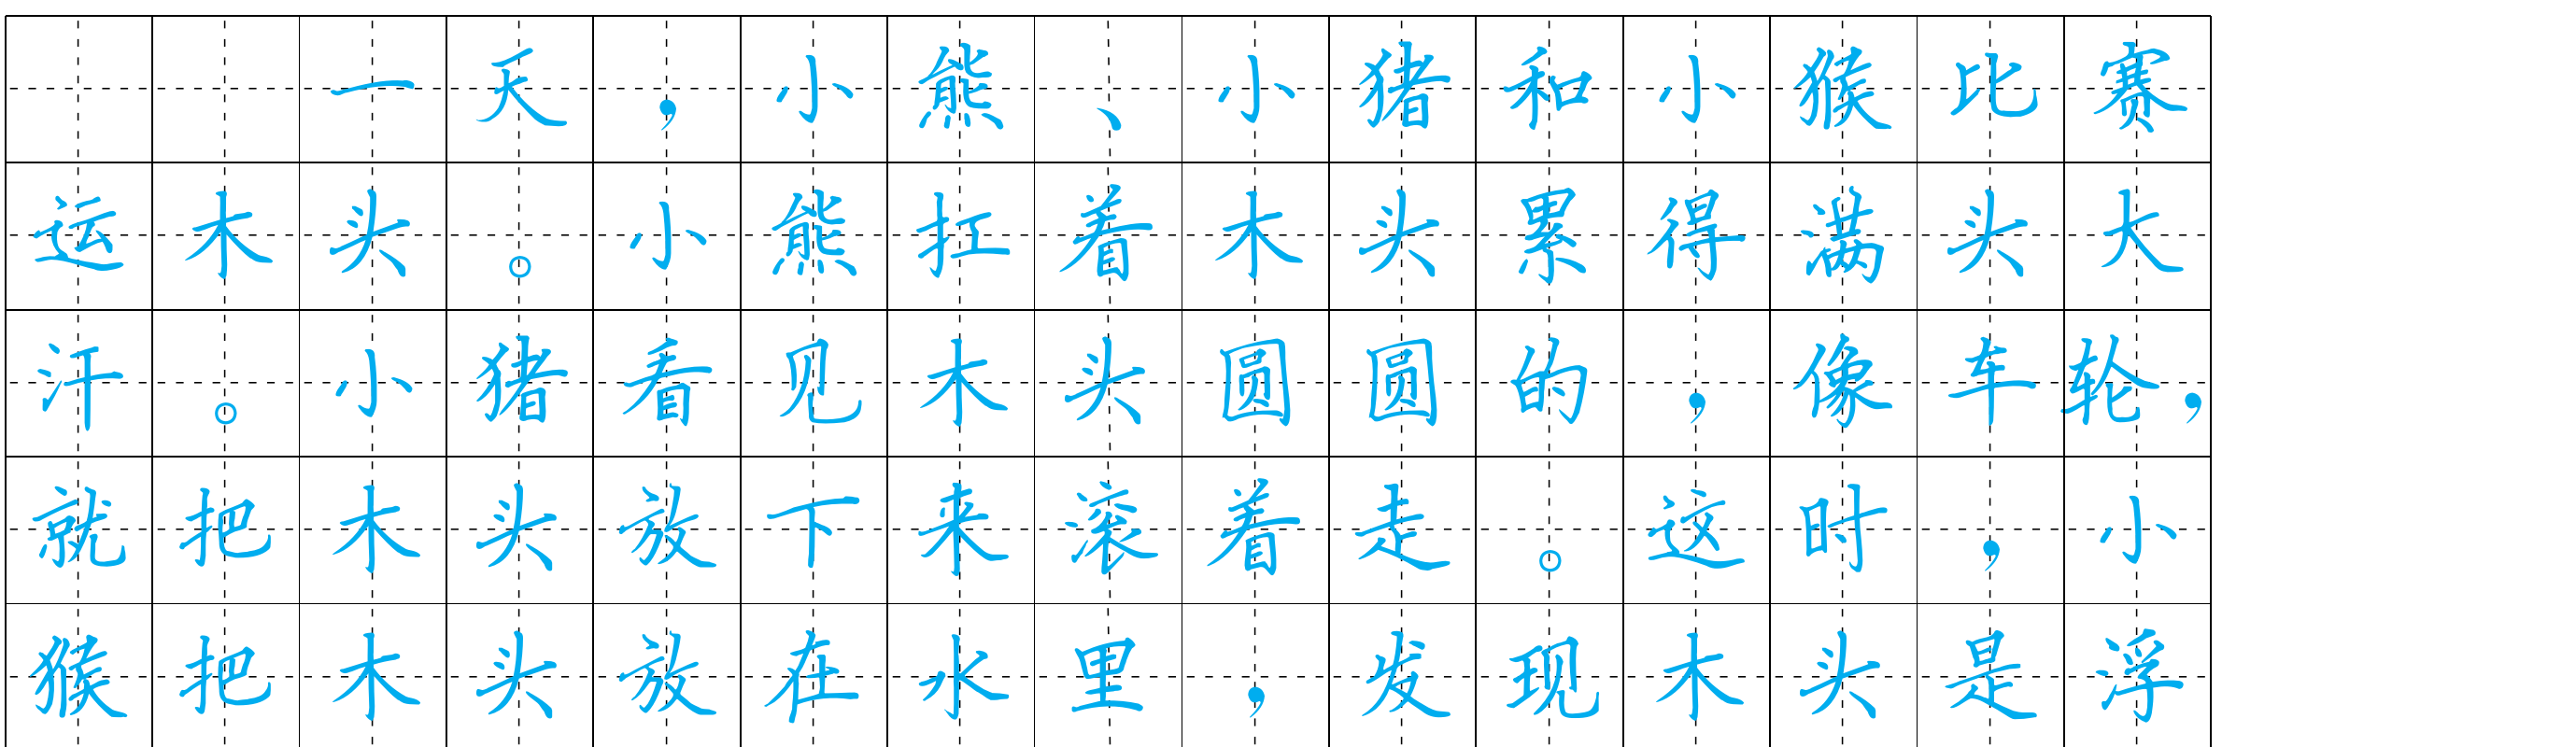 一天，小熊、小猪和小猴比赛
运木头。小熊扛着木头累得满头大
汗。小猪看见木头圆圆的，像车轮，
就把木头放下来滚着走。这时，小
猴把木头放在水里，发现木头是浮